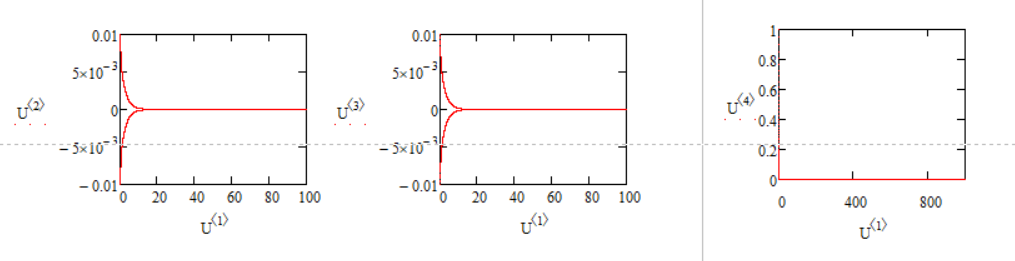 0.01
5×10⁻³
U⟨2⟩ 0
−5×10⁻³
−0.01
0 20 40 60 80 100
U⟨1⟩
0.01
5×10⁻³
U⟨3⟩ 0
−5×10⁻³
−0.01
0 20 40 60 80 100
U⟨1⟩
1
0.8
0.6
U⟨4⟩ 0.4
0.2
0
0 400 800
U⟨1⟩